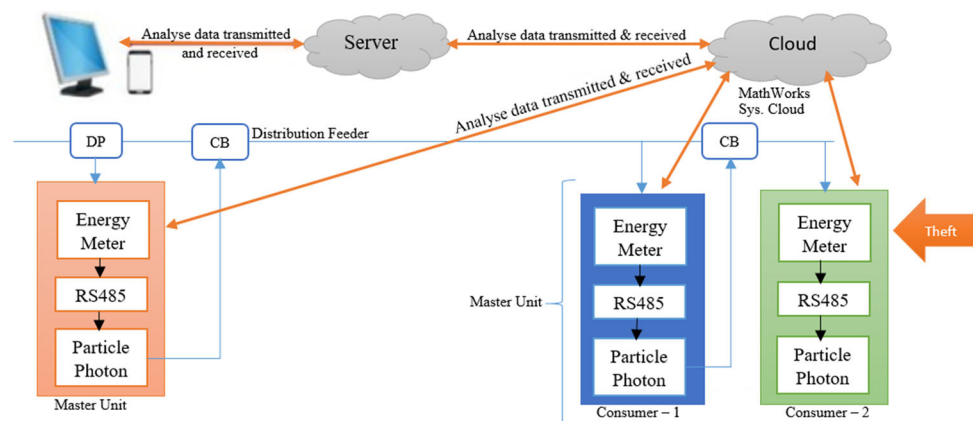 Analyse data transmitted
and received
Server
Analyse data transmitted & received
Cloud
MathWorks
Sys. Cloud
Analyse data transmitted & received
DP
CB
Distribution Feeder
CB
Energy
Meter
RS485
Particle
Photon
Master Unit
Master Unit
Energy
Meter
RS485
Particle
Photon
Consumer – 1
Energy
Meter
RS485
Particle
Photon
Consumer – 2
Theft